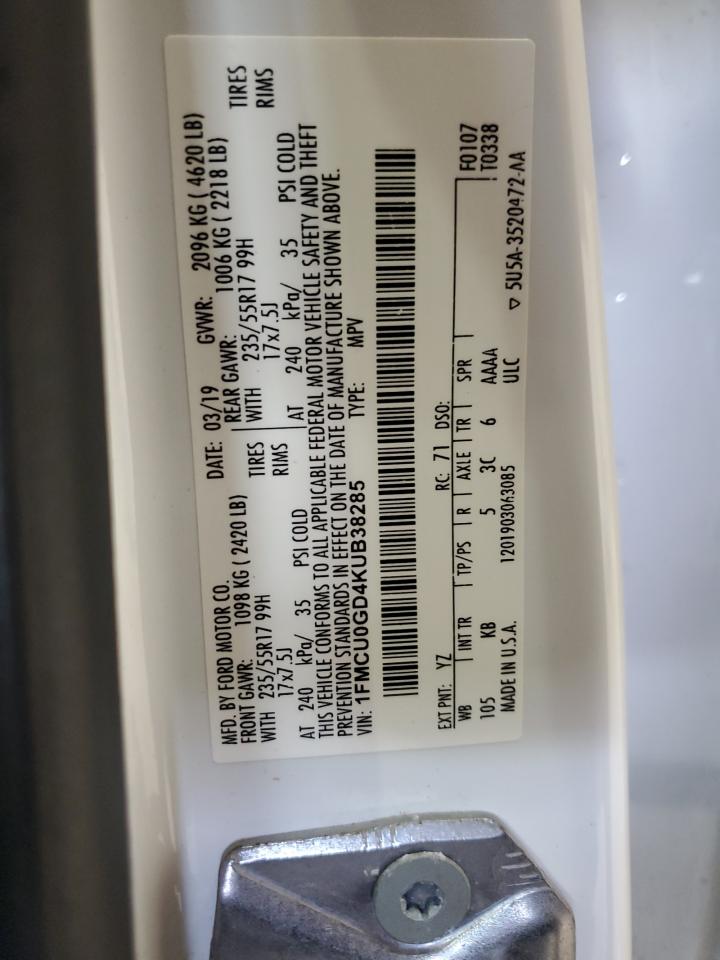 MFD. BY FORD MOTOR CO.
DATE: 03/19 GVWR: 2096 KG ( 4620 LB)
FRONT GAWR: 1098 KG ( 2420 LB) REAR GAWR: 1006 KG ( 2218 LB)
WITH 235/55R17 99H TIRES WITH 235/55R17 99H TIRES
17x7.5J RIMS 17x7.5J RIMS
AT 240 kPa/ 35 PSI COLD AT 240 kPa/ 35 PSI COLD
THIS VEHICLE CONFORMS TO ALL APPLICABLE FEDERAL MOTOR VEHICLE SAFETY AND THEFT
PREVENTION STANDARDS IN EFFECT ON THE DATE OF MANUFACTURE SHOWN ABOVE.
VIN: 1FMCU0GD4KUB38285 TYPE: MPV
EXT PNT: YZ RC: 71 DSO: F0107
WB INT TR TP/PS R AXLE TR SPR T0338
105 KB 5 3C 6 AAAA
MADE IN U.S.A. 1201903063085 ULC ▽ 5U5A-3520472-AA